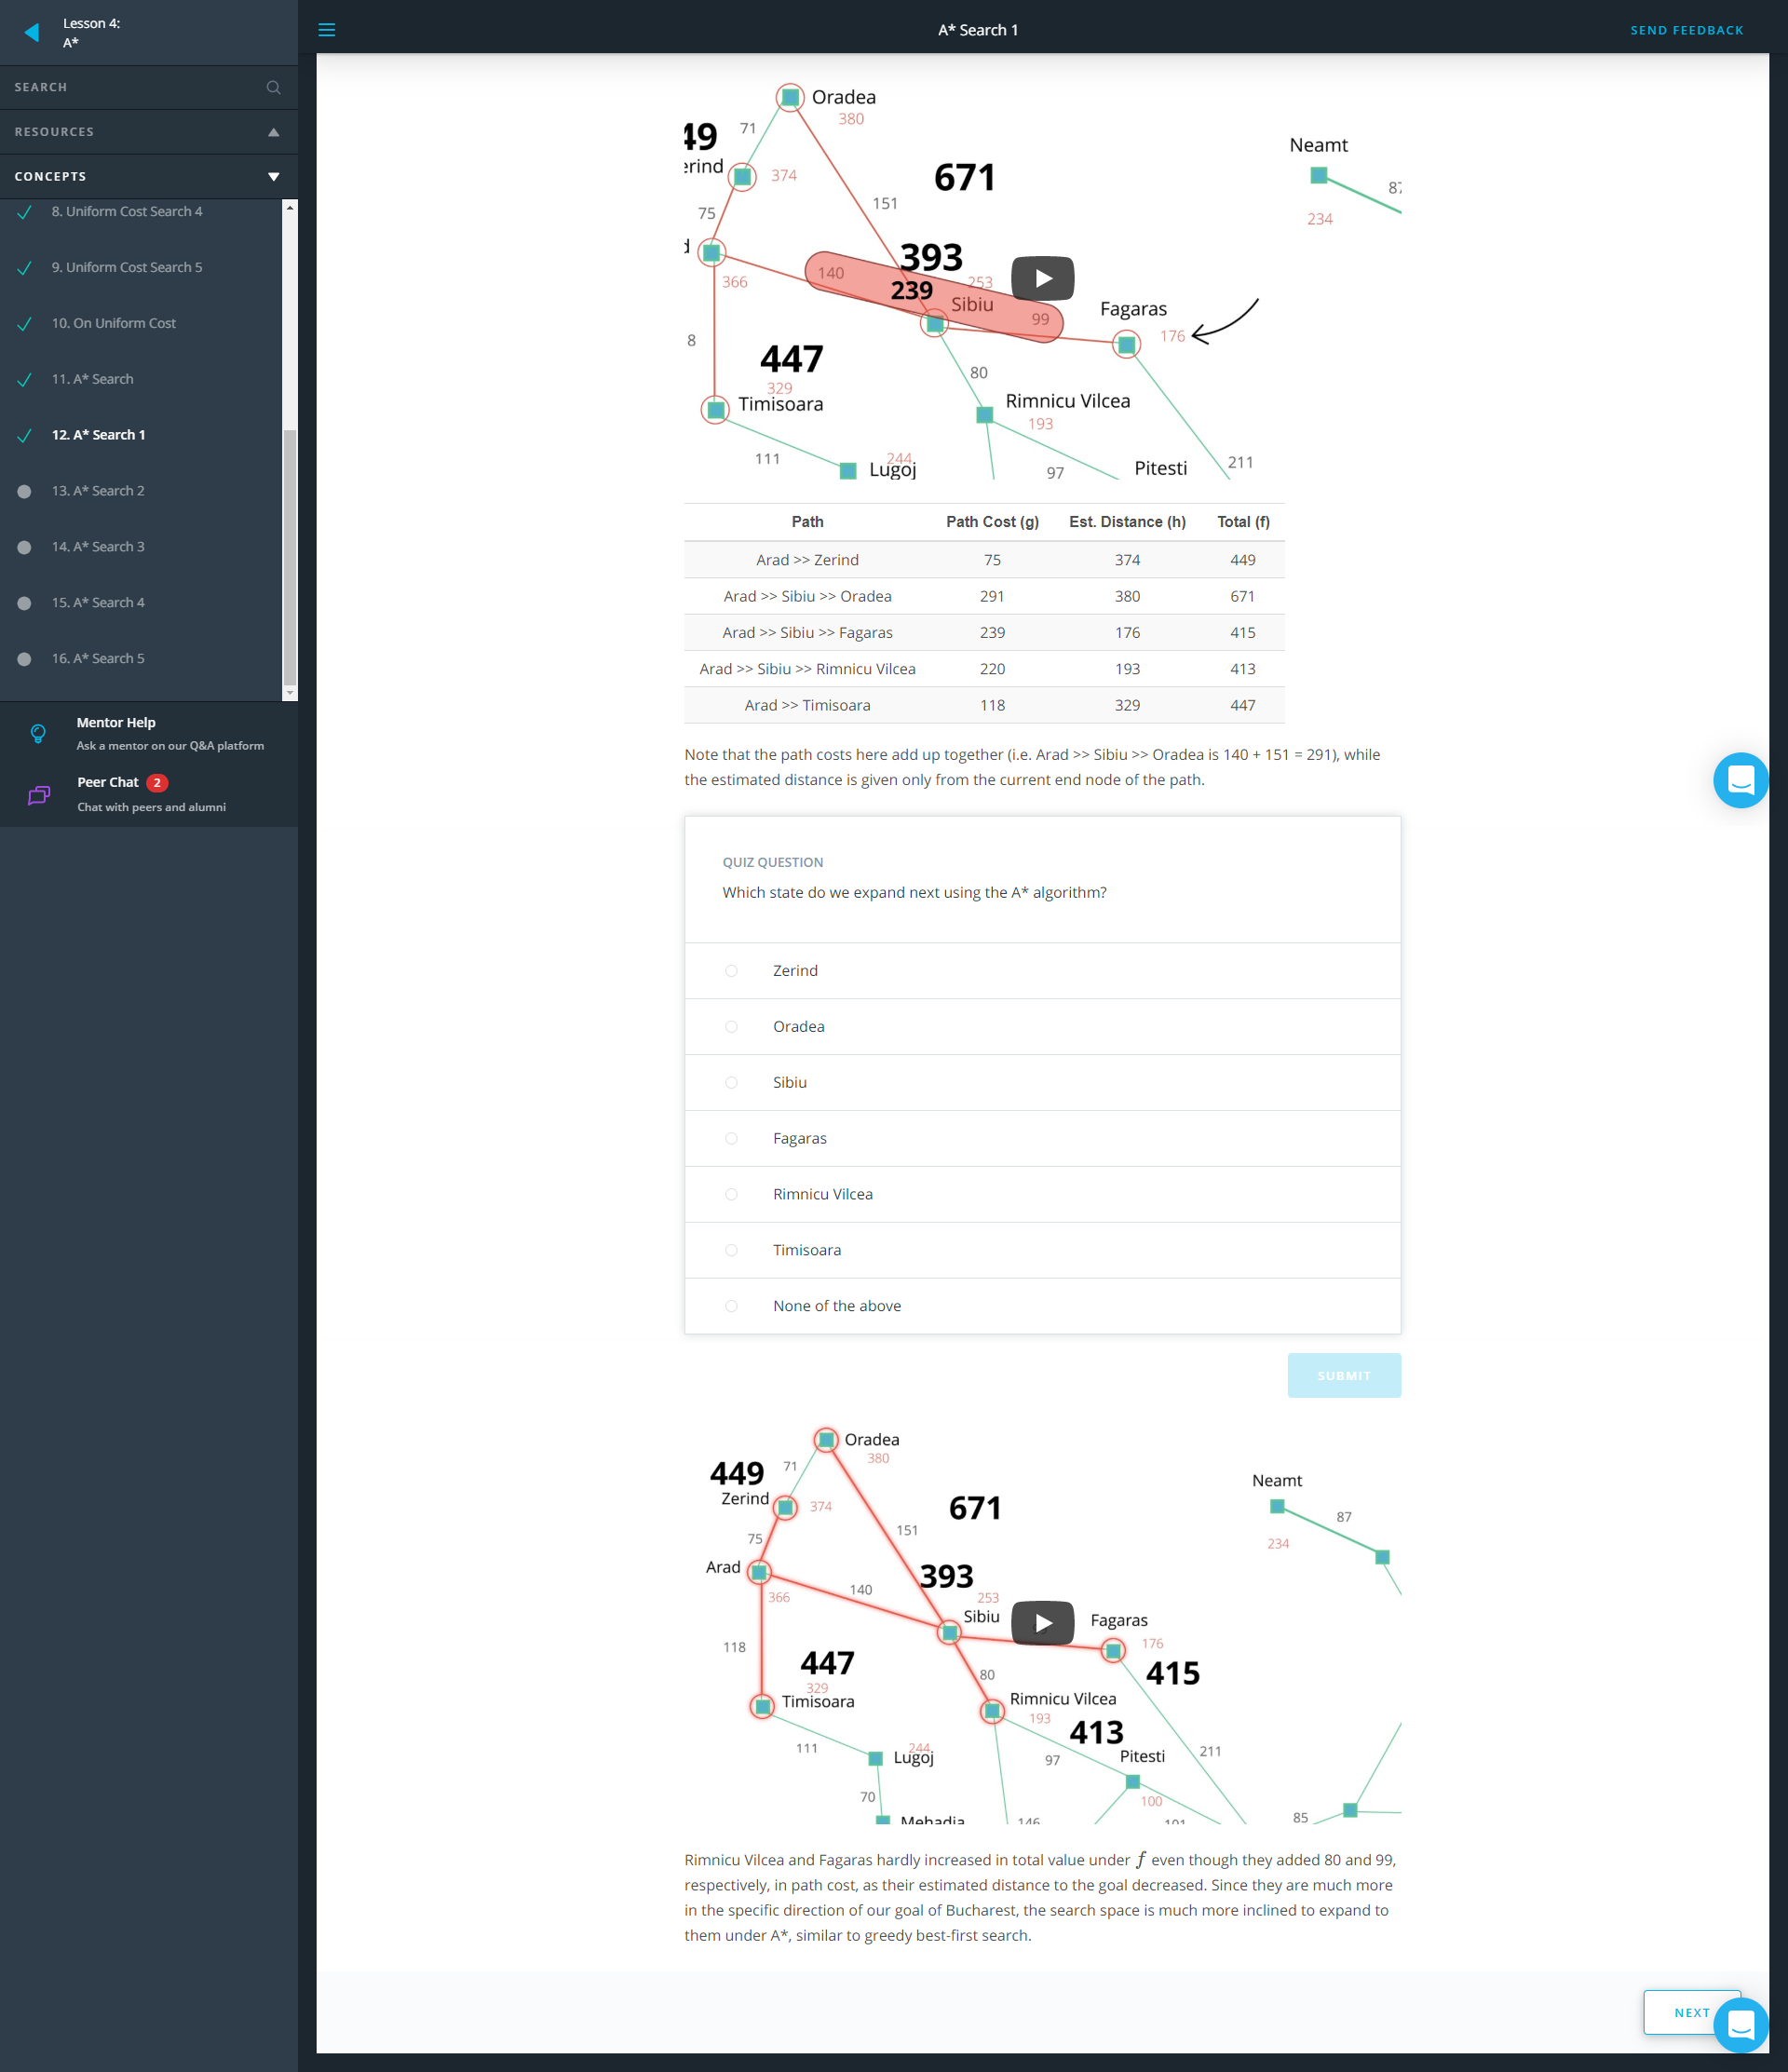 Lesson 4:
A*
SEARCH
RESOURCES
CONCEPTS
8. Uniform Cost Search 4
9. Uniform Cost Search 5
10. On Uniform Cost
11. A* Search
12. A* Search 1
13. A* Search 2
14. A* Search 3
15. A* Search 4
16. A* Search 5
Mentor Help
Ask a mentor on our Q&A platform
Peer Chat 2
Chat with peers and alumni
A* Search 1
SEND FEEDBACK
Oradea
380
71
49
erind
374
671
Neamt
87
234
151
75
d
366
140
393
239
253
Sibiu
99
Fagaras
176
8
447
329
Timisoara
80
Rimnicu Vilcea
193
111
244
Lugoj
97
Pitesti
211
Path Path Cost (g) Est. Distance (h) Total (f)
Arad >> Zerind 75 374 449
Arad >> Sibiu >> Oradea 291 380 671
Arad >> Sibiu >> Fagaras 239 176 415
Arad >> Sibiu >> Rimnicu Vilcea 220 193 413
Arad >> Timisoara 118 329 447
Note that the path costs here add up together (i.e. Arad >> Sibiu >> Oradea is 140 + 151 = 291), while
the estimated distance is given only from the current end node of the path.
QUIZ QUESTION
Which state do we expand next using the A* algorithm?
Zerind
Oradea
Sibiu
Fagaras
Rimnicu Vilcea
Timisoara
None of the above
SUBMIT
Oradea
380
449
71
Zerind
374
671
Neamt
87
234
75
151
Arad
366
140
393
253
Sibiu
Fagaras
176
118
447
329
Timisoara
80
415
Rimnicu Vilcea
193
413
111
244
Lugoj
97
Pitesti
211
100
70
Mehadia
146
101
85
Rimnicu Vilcea and Fagaras hardly increased in total value under f even though they added 80 and 99,
respectively, in path cost, as their estimated distance to the goal decreased. Since they are much more
in the specific direction of our goal of Bucharest, the search space is much more inclined to expand to
them under A*, similar to greedy best-first search.
NEXT